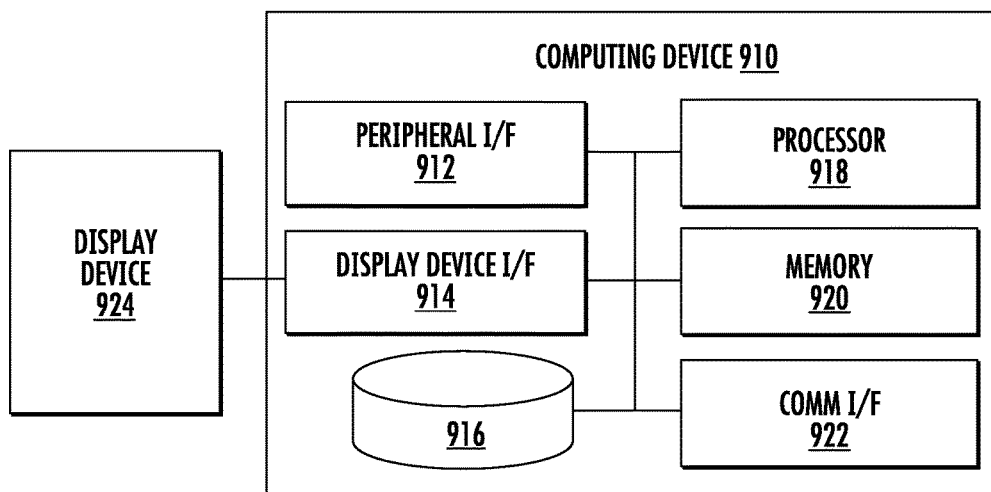 COMPUTING DEVICE 910
PERIPHERAL I/F
912
PROCESSOR
918
DISPLAY
DEVICE
924
DISPLAY DEVICE I/F
914
MEMORY
920
916
COMM I/F
922